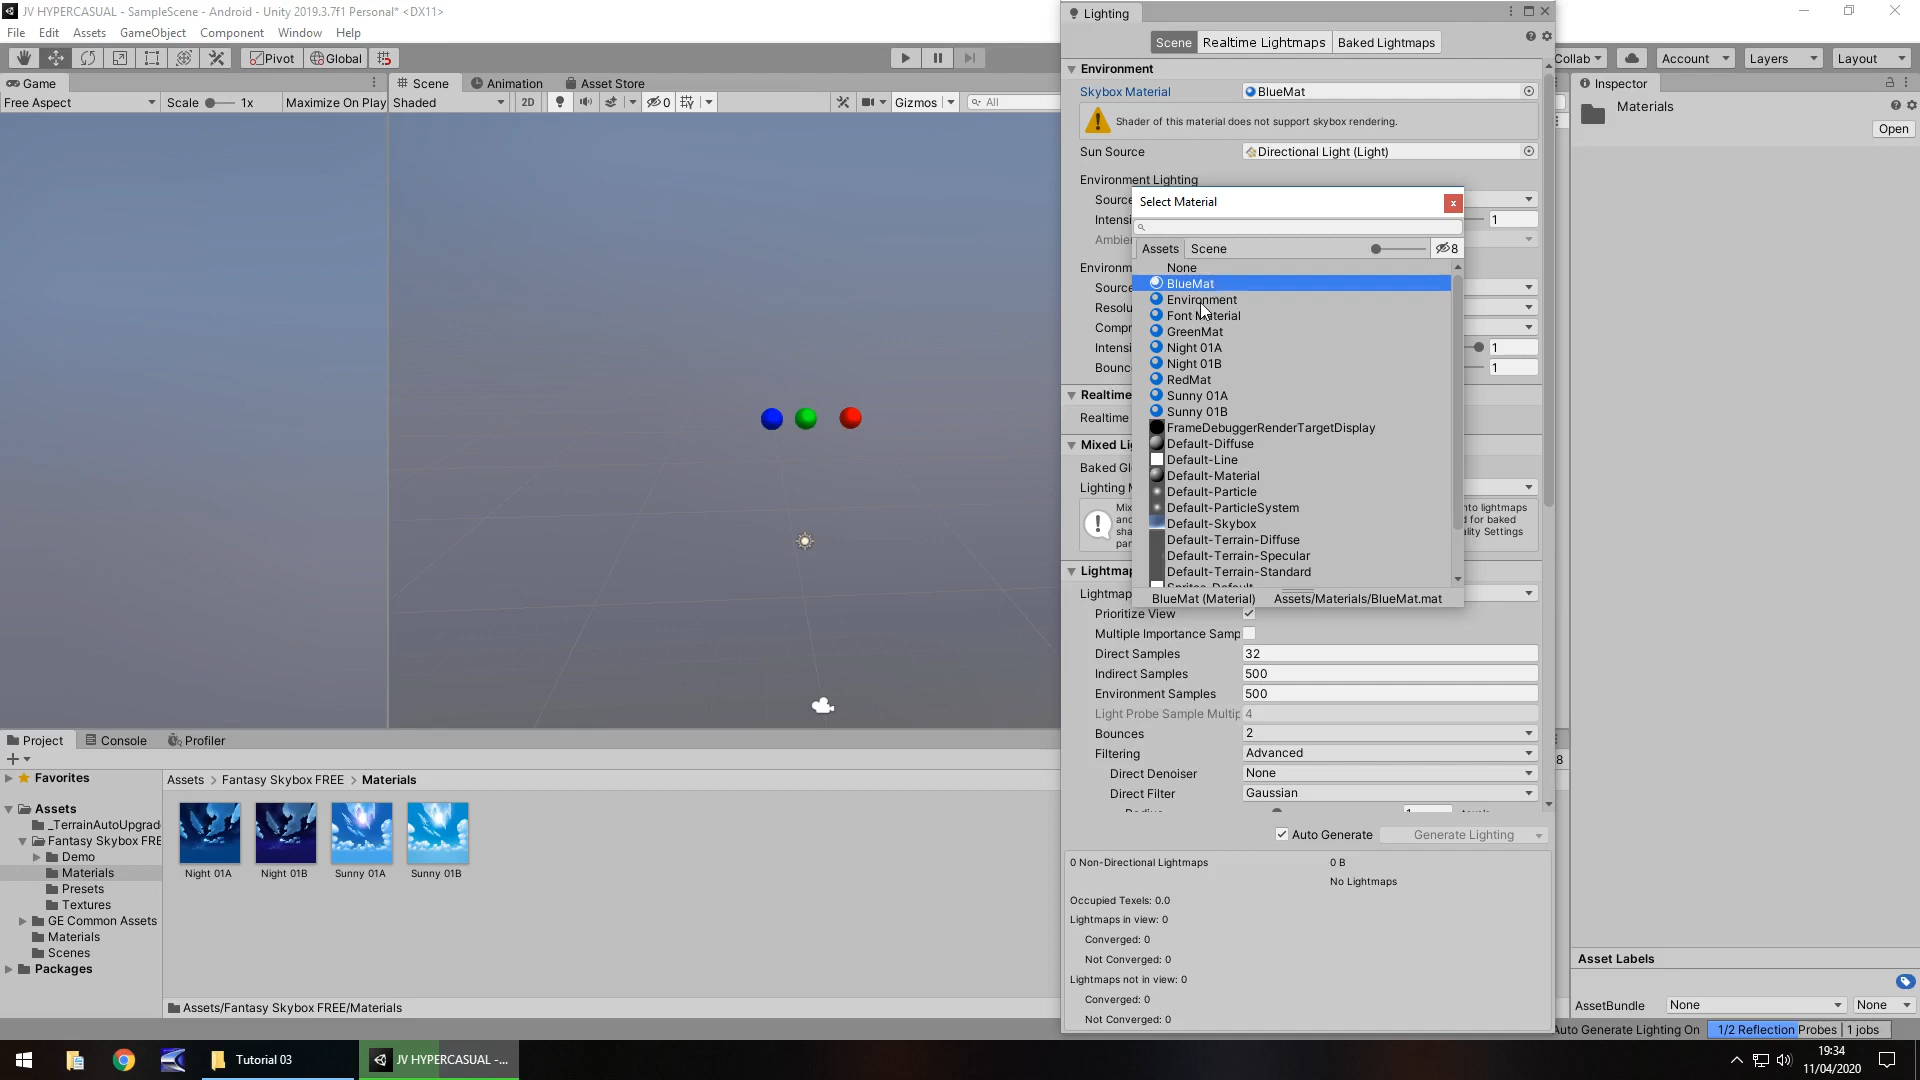 JV HYPERCASUAL - SampleScene - Android - Unity 2019.3.7f1 Personal* <DX11>
File Edit Assets GameObject Component Window Help
Pivot Global
Collab Account Layers Layout
Game
Free Aspect Scale 1x Maximize On Play
Scene Animation Asset Store
Shaded 2D 0 Gizmos All
Lighting
Scene Realtime Lightmaps Baked Lightmaps
Environment
Skybox Material BlueMat
Shader of this material does not support skybox rendering.
Sun Source Directional Light (Light)
Environment Lighting
Source
Intensi 1
Ambie
Environm
Source
Resolu
Compr
Intensi 1
Bounc 1
Realtime
Realtime
Mixed Li
Baked Gl
Lighting M
Mix nto lightmaps
and d for baked
sha ality Settings
par
Lightmap
Lightmap
Select Material
Assets Scene 8
None
BlueMat
Environment
Font Material
GreenMat
Night 01A
Night 01B
RedMat
Sunny 01A
Sunny 01B
FrameDebuggerRenderTargetDisplay
Default-Diffuse
Default-Line
Default-Material
Default-Particle
Default-ParticleSystem
Default-Skybox
Default-Terrain-Diffuse
Default-Terrain-Specular
Default-Terrain-Standard
Sprites-Default
BlueMat (Material) Assets/Materials/BlueMat.mat
Prioritize View
Multiple Importance Samp
Direct Samples 32
Indirect Samples 500
Environment Samples 500
Light Probe Sample Multip 4
Bounces 2
Filtering Advanced
Direct Denoiser None
Direct Filter Gaussian
Auto Generate Generate Lighting
0 Non-Directional Lightmaps 0 B
No Lightmaps
Occupied Texels: 0.0
Lightmaps in view: 0
Converged: 0
Not Converged: 0
Lightmaps not in view: 0
Converged: 0
Not Converged: 0
Inspector
Materials
Open
Asset Labels
AssetBundle None None
Auto Generate Lighting On 1/2 Reflection Probes | 1 jobs
Project Console Profiler
8
Favorites
Assets
_TerrainAutoUpgrad
Fantasy Skybox FRE
Demo
Materials
Presets
Textures
GE Common Assets
Materials
Scenes
Packages
Assets > Fantasy Skybox FREE > Materials
Night 01A Night 01B Sunny 01A Sunny 01B
Assets/Fantasy Skybox FREE/Materials
Tutorial 03
JV HYPERCASUAL -...
19:34
11/04/2020